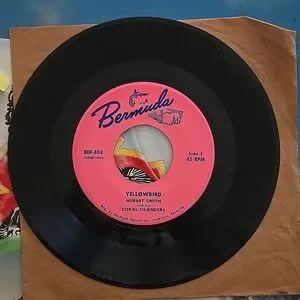 Bermuda
BER-404
Side-1
45 RPM
YELLOWBIRD
HUBERT SMITH
CORAL ISLANDERS